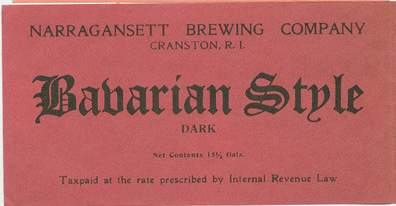 NARRAGANSETT BREWING COMPANY
CRANSTON, R. I.
Bavarian Style
DARK
Net Contents 15½ Gals.
Taxpaid at the rate prescribed by Internal Revenue Law